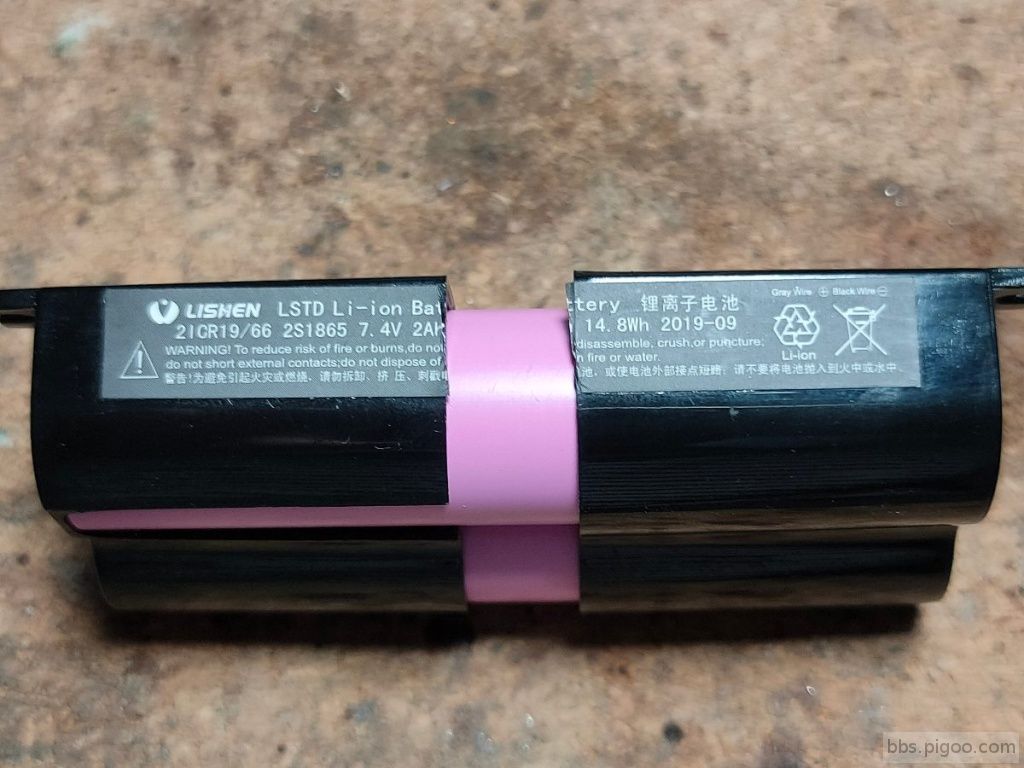 LISHEN LSTD Li-ion Bat ttery 锂离子电池
Gray Wire + Black Wire -
2ICR19/66 2S1865 7.4V 2Ah 14.8Wh 2019-09
WARNING! To reduce risk of fire or burns,do not disassemble, crush,or puncture;
do not short external contacts;do not dispose of h fire or water.
Li-ion
警告!为避免引起火灾或燃烧, 请勿拆卸、挤 压、刺戳电 池, 或使电池外部接点短路; 请不要将电池抛入到火中或水中.
bbs.pigoo.com